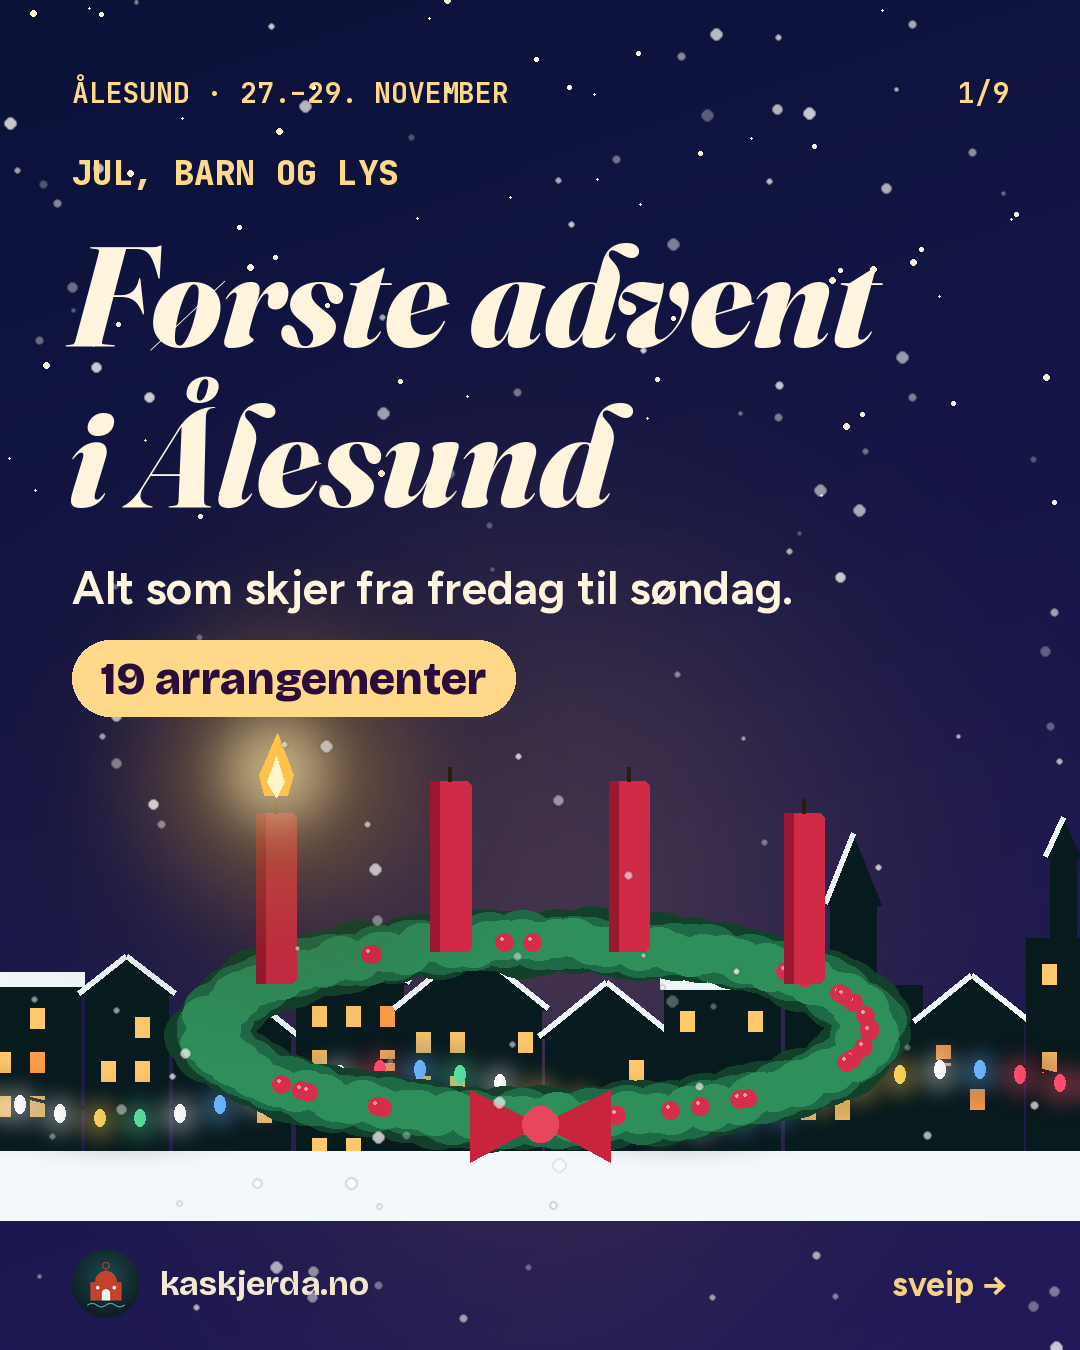 ÅLESUND · 27.–29. NOVEMBER
1/9
JUL, BARN OG LYS
Første advent
i Ålesund
Alt som skjer fra fredag til søndag.
19 arrangementer
kaskjerda.no
sveip →